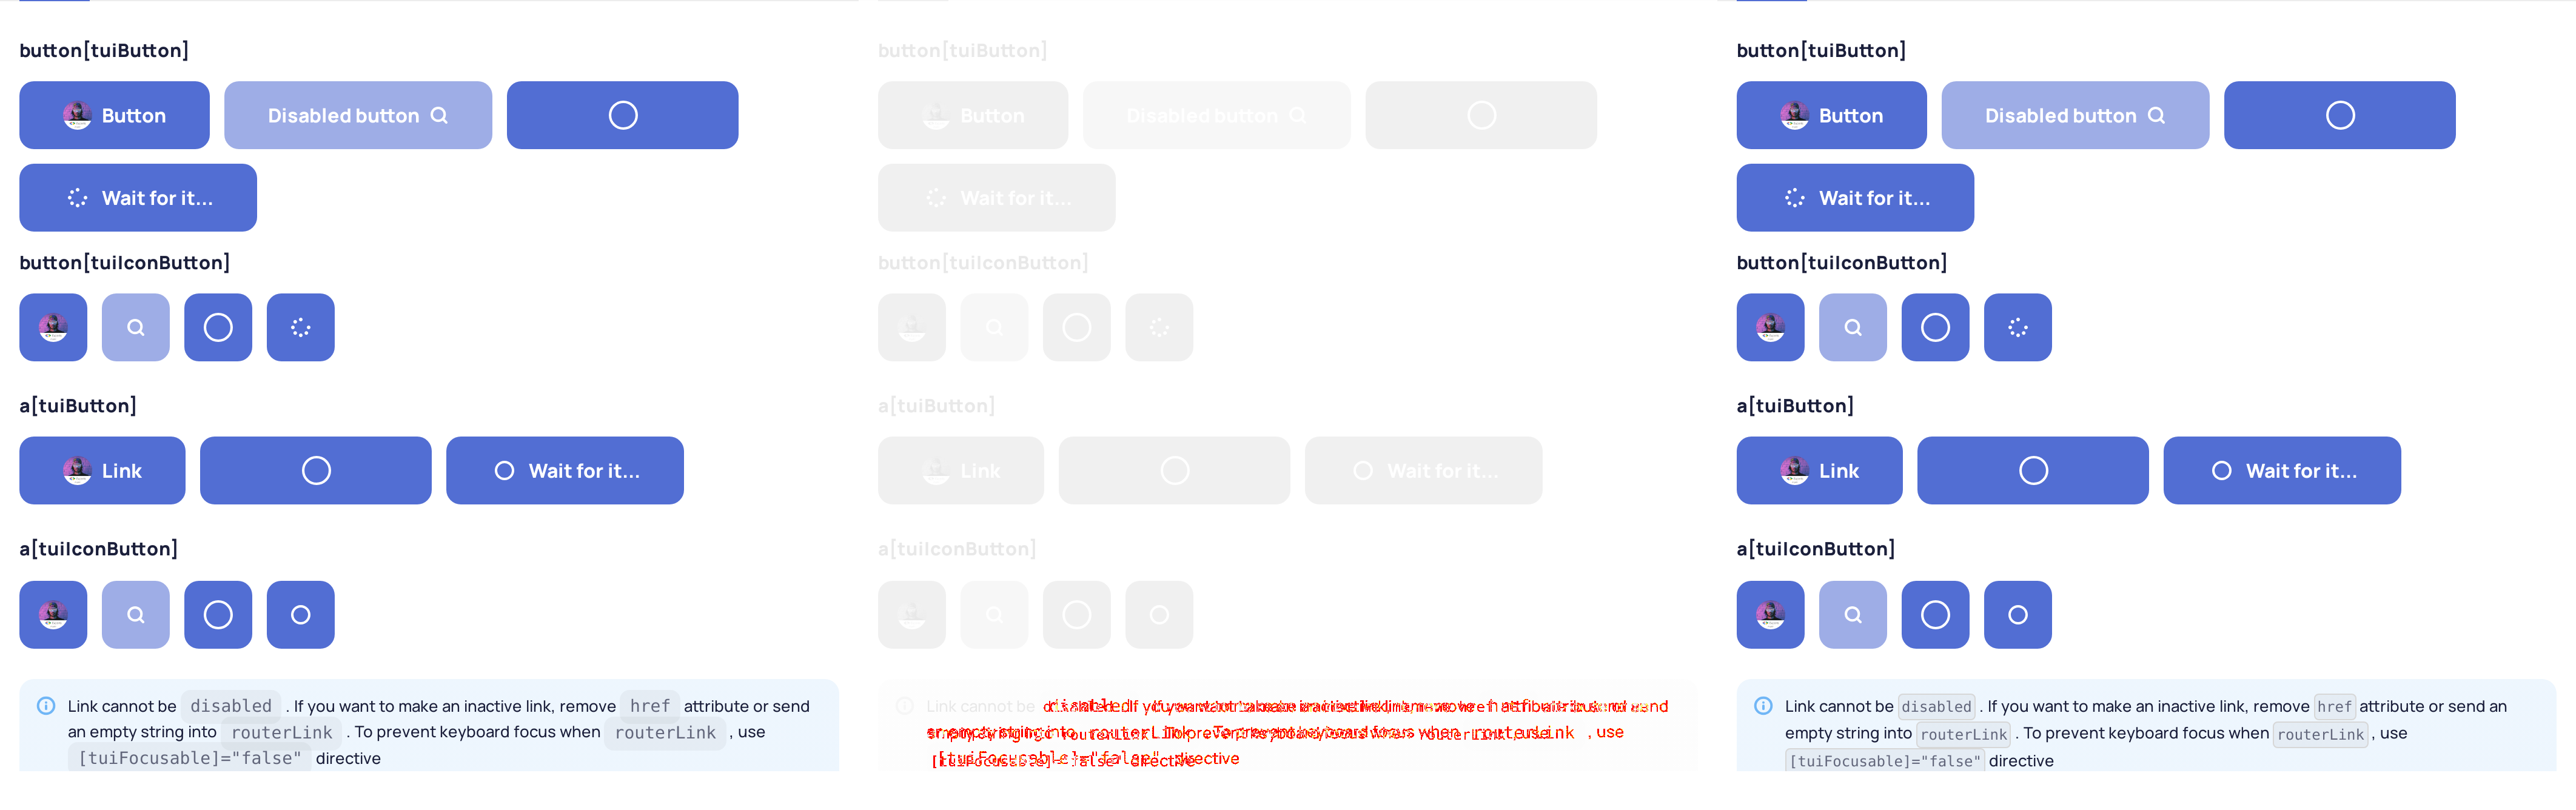 button[tuiButton]
Button
Disabled button
Wait for it...
button[tuiIconButton]
a[tuiButton]
Link
Wait for it...
a[tuiIconButton]
Link cannot be disabled . If you want to make an inactive link, remove href attribute or send
an empty string into routerLink . To prevent keyboard focus when routerLink , use
[tuiFocusable]="false" directive
button[tuiButton]
Button
Disabled button
Wait for it...
button[tuiIconButton]
a[tuiButton]
Link
Wait for it...
a[tuiIconButton]
Link cannot be
button[tuiButton]
Button
Disabled button
Wait for it...
button[tuiIconButton]
a[tuiButton]
Link
Wait for it...
a[tuiIconButton]
Link cannot be disabled . If you want to make an inactive link, remove href attribute or send an
empty string into routerLink . To prevent keyboard focus when routerLink , use
[tuiFocusable]="false" directive